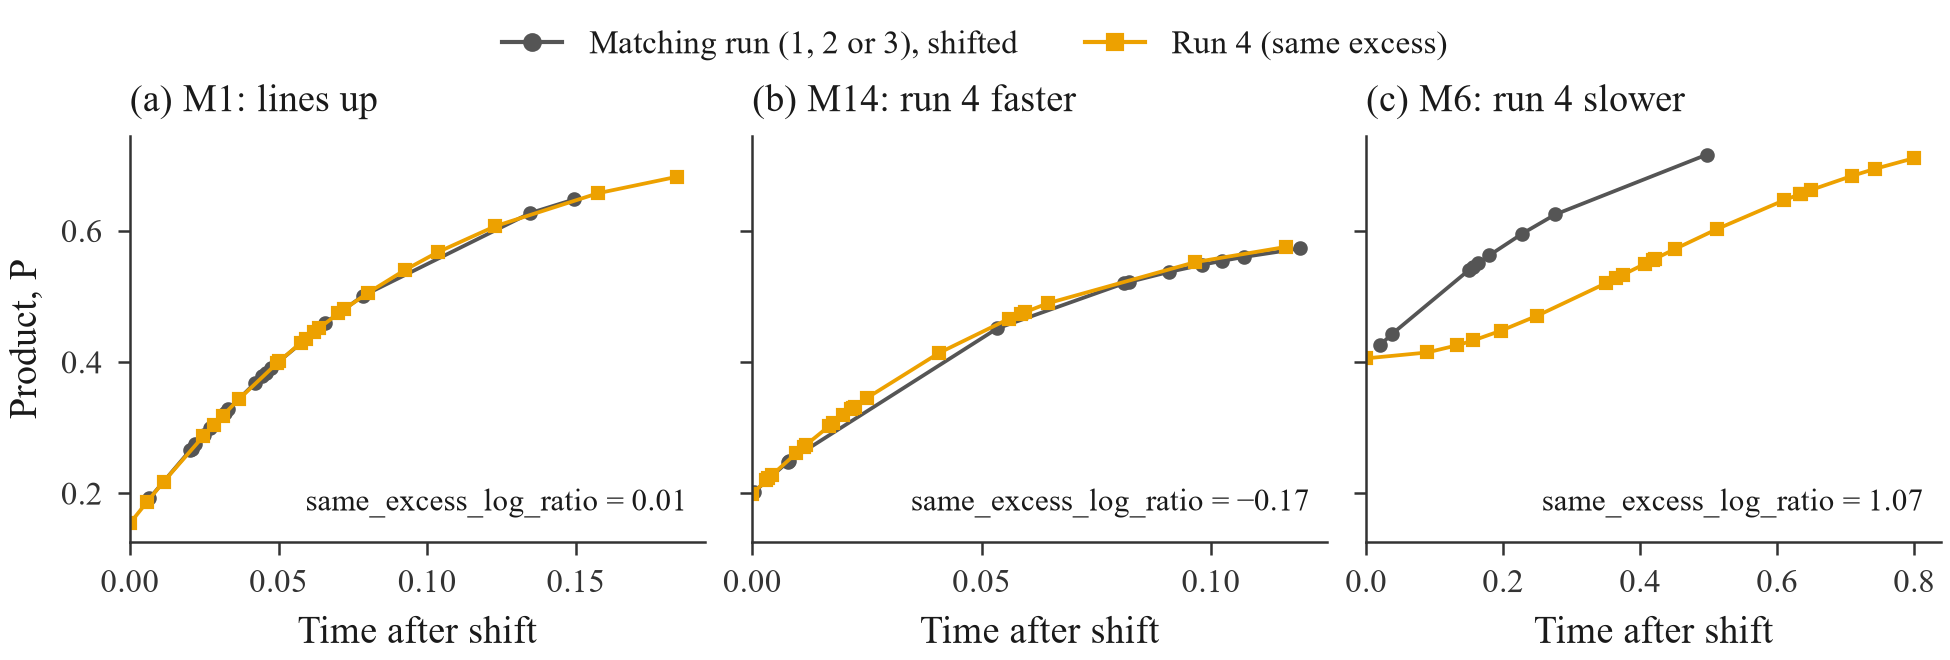 Matching run (1, 2 or 3), shifted
Run 4 (same excess)
(a) M1: lines up
(b) M14: run 4 faster
(c) M6: run 4 slower
Product, P
0.6
0.4
0.2
same_excess_log_ratio = 0.01
same_excess_log_ratio = −0.17
same_excess_log_ratio = 1.07
0.00 0.05 0.10 0.15
0.00 0.05 0.10
0.0 0.2 0.4 0.6 0.8
Time after shift
Time after shift
Time after shift